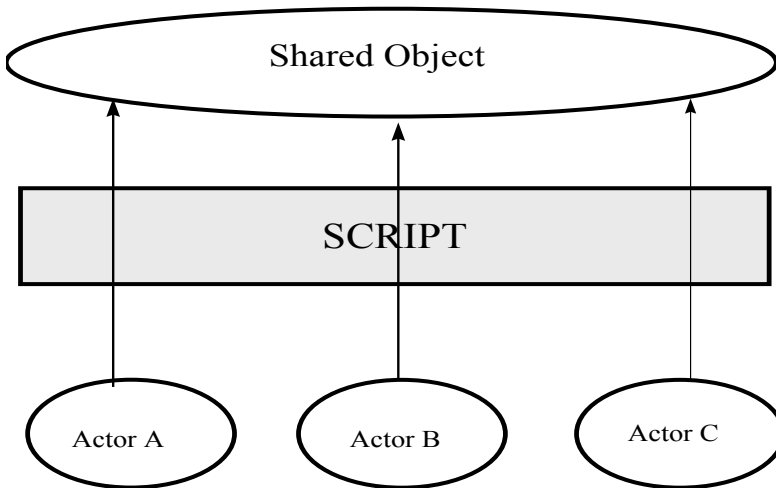 Shared Object
SCRIPT
Actor A
Actor B
Actor C